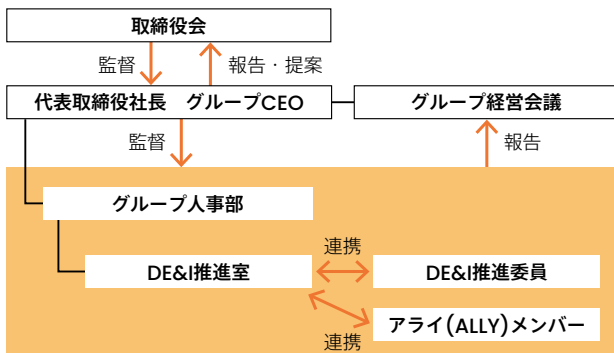 取締役会
監督
報告・提案
代表取締役社長　グループCEO
グループ経営会議
監督
報告
グループ人事部
連携
DE&I推進室
DE&I推進委員
アライ(ALLY)メンバー
連携